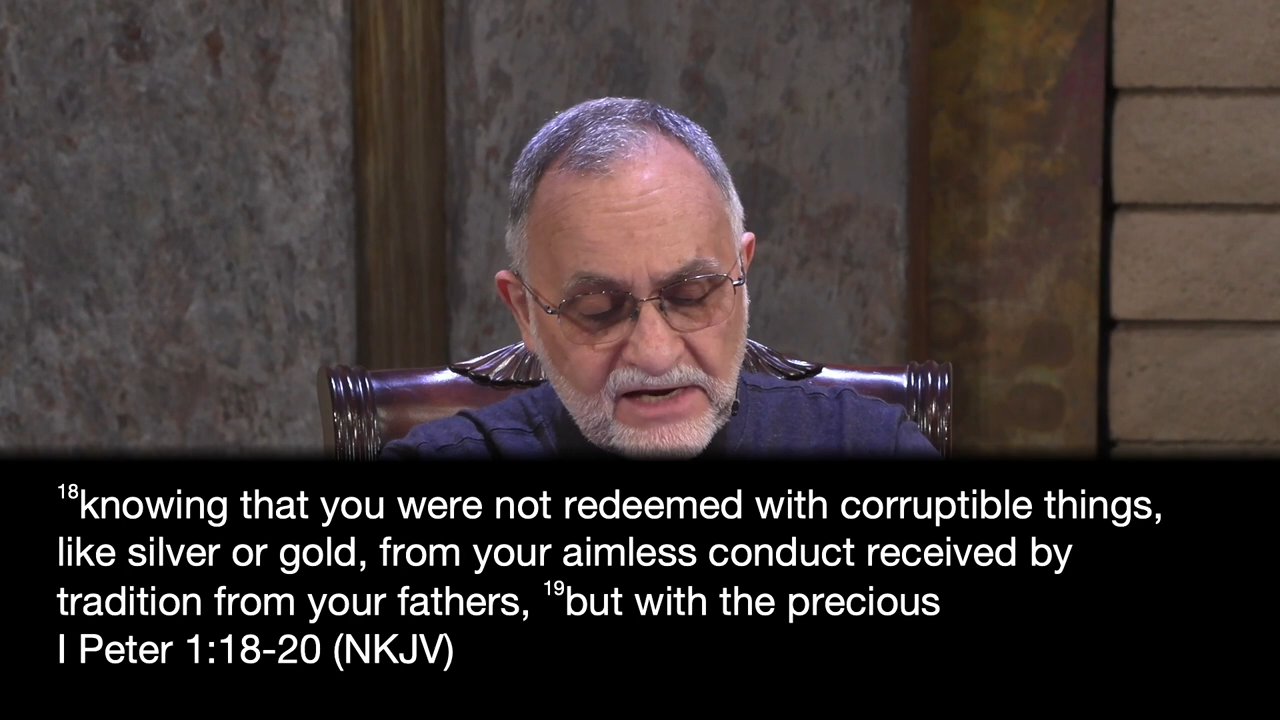 ¹⁸knowing that you were not redeemed with corruptible things,
like silver or gold, from your aimless conduct received by
tradition from your fathers, ¹⁹but with the precious
I Peter 1:18-20 (NKJV)